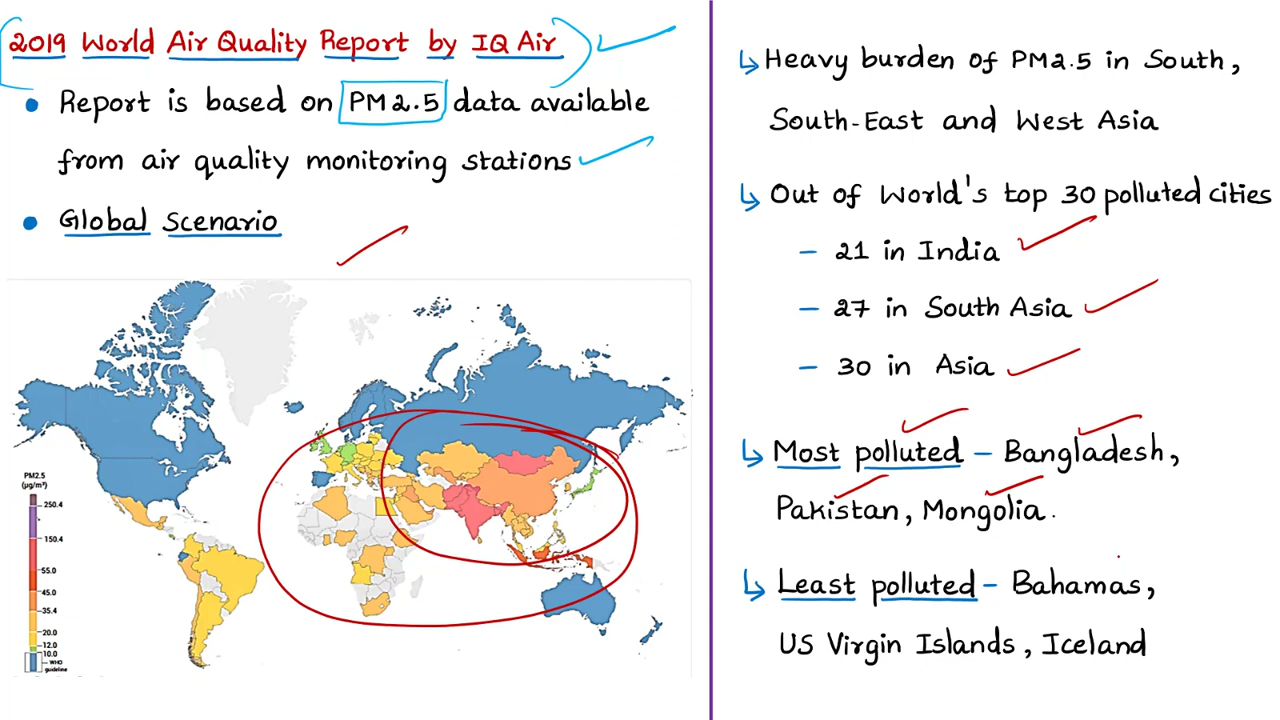 2019 World Air Quality Report by IQ Air
• Report is based on PM 2.5 data available
from air quality monitoring stations
• Global Scenario
PM2.5
(µg/m³)
250.4
150.4
55.0
45.0
35.4
20.0
12.0
10.0
WHO
guideline
↳ Heavy burden of PM2.5 in South,
South-East and West Asia
↳ Out of World's top 30 polluted cities
– 21 in India
– 27 in South Asia
– 30 in Asia
↳ Most polluted – Bangladesh,
Pakistan, Mongolia.
↳ Least polluted – Bahamas,
US Virgin Islands, Iceland